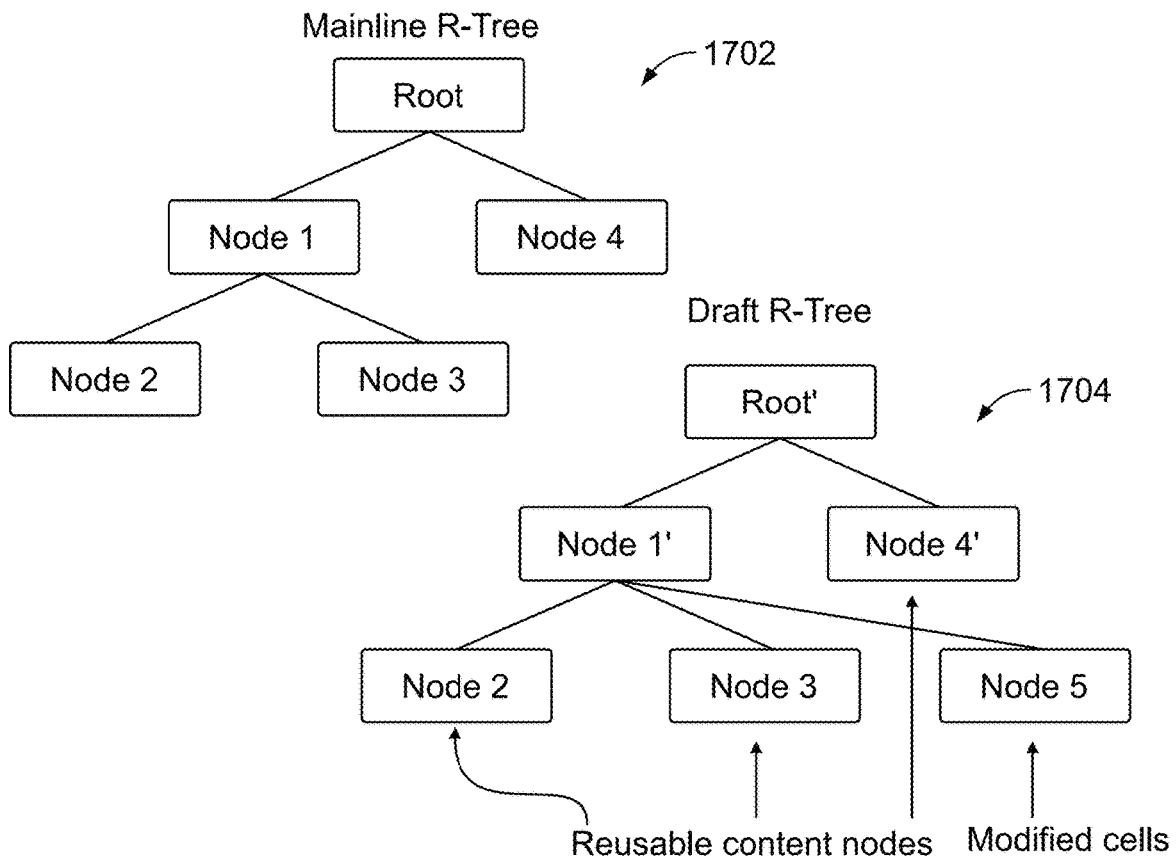 Mainline R-Tree
1702
Root
Node 1
Node 4
Node 2
Node 3
Draft R-Tree
1704
Root'
Node 1'
Node 4'
Node 2
Node 3
Node 5
Reusable content nodes
Modified cells